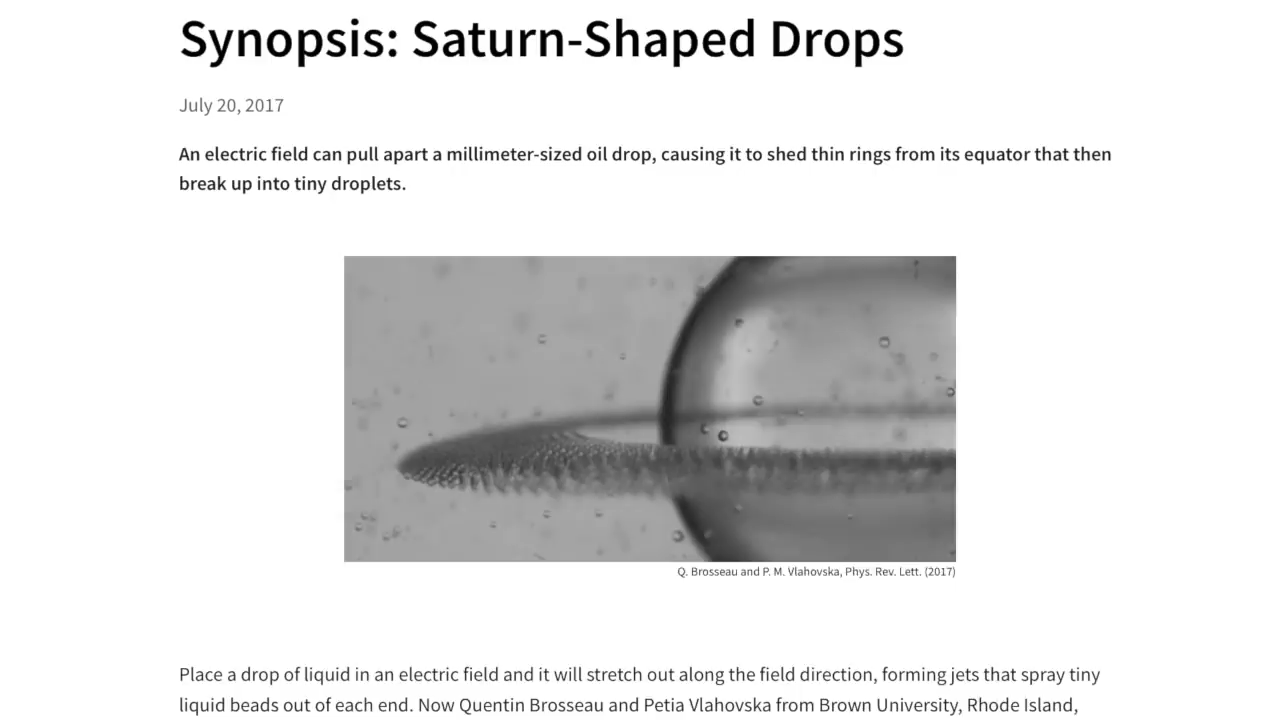 Synopsis: Saturn-Shaped Drops
July 20, 2017
An electric field can pull apart a millimeter-sized oil drop, causing it to shed thin rings from its equator that then
break up into tiny droplets.
Q. Brosseau and P. M. Vlahovska, Phys. Rev. Lett. (2017)
Place a drop of liquid in an electric field and it will stretch out along the field direction, forming jets that spray tiny
liquid beads out of each end. Now Quentin Brosseau and Petia Vlahovska from Brown University, Rhode Island,